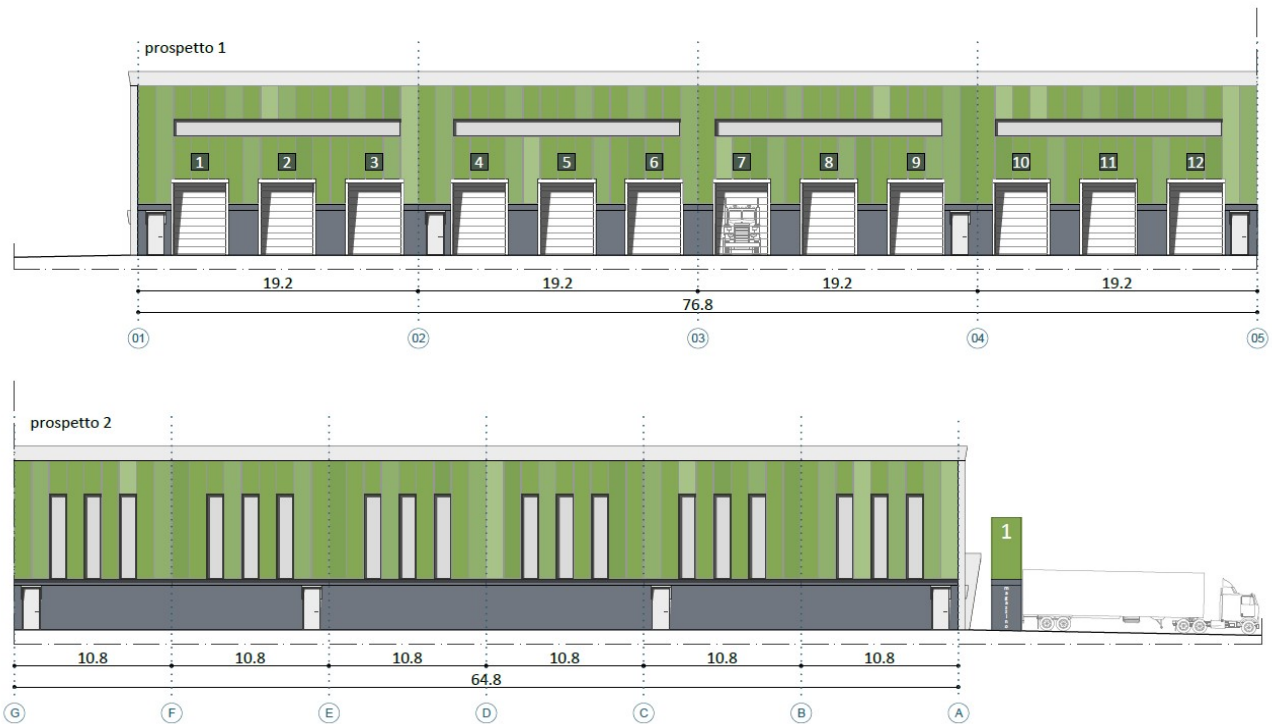 prospetto 1
1 2 3 4 5 6 7 8 9 10 11 12
19.2 19.2 19.2 19.2
76.8
01 02 03 04 05
prospetto 2
1
magazzino
10.8 10.8 10.8 10.8 10.8 10.8
64.8
G F E D C B A